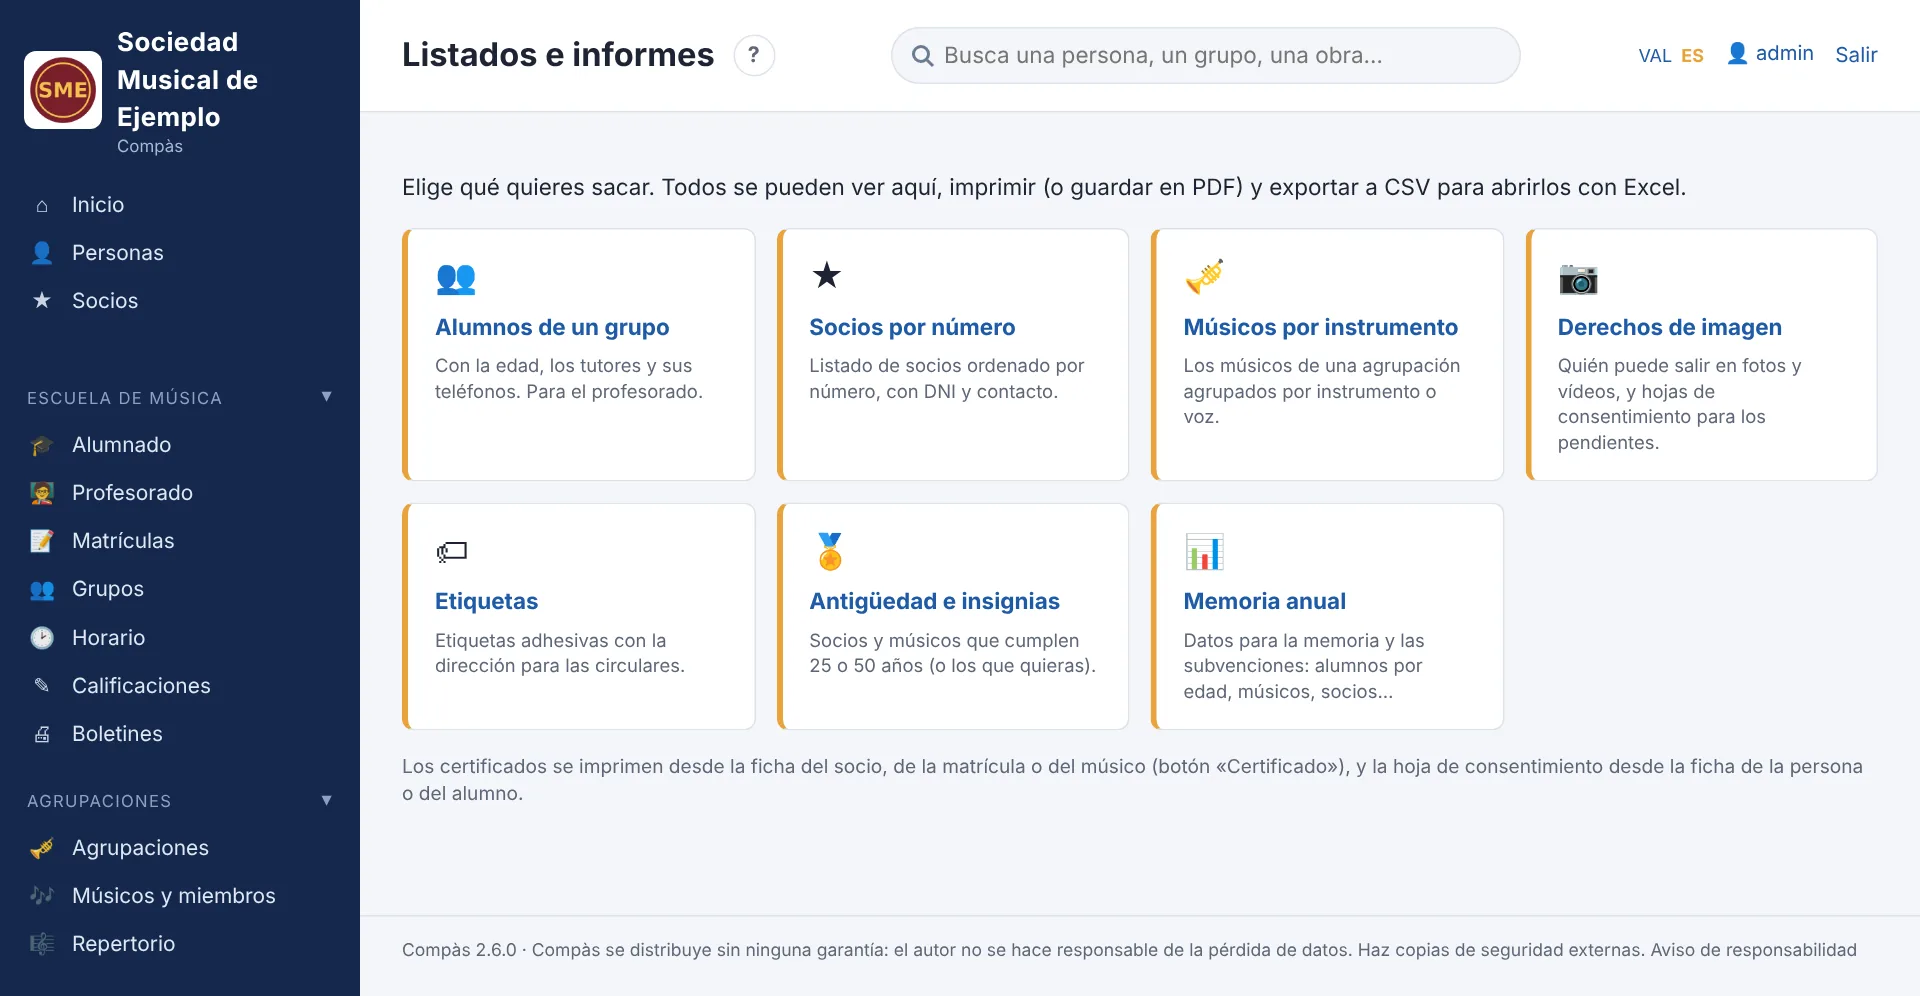 Sociedad
Musical de
Ejemplo
Compàs
SME
Inicio
Personas
Socios
ESCUELA DE MÚSICA
Alumnado
Profesorado
Matrículas
Grupos
Horario
Calificaciones
Boletines
AGRUPACIONES
Agrupaciones
Músicos y miembros
Repertorio
Listados e informes
?
Busca una persona, un grupo, una obra...
VAL ES
admin
Salir
Elige qué quieres sacar. Todos se pueden ver aquí, imprimir (o guardar en PDF) y exportar a CSV para abrirlos con Excel.
Alumnos de un grupo
Con la edad, los tutores y sus
teléfonos. Para el profesorado.
Socios por número
Listado de socios ordenado por
número, con DNI y contacto.
Músicos por instrumento
Los músicos de una agrupación
agrupados por instrumento o
voz.
Derechos de imagen
Quién puede salir en fotos y
vídeos, y hojas de
consentimiento para los
pendientes.
Etiquetas
Etiquetas adhesivas con la
dirección para las circulares.
Antigüedad e insignias
Socios y músicos que cumplen
25 o 50 años (o los que quieras).
Memoria anual
Datos para la memoria y las
subvenciones: alumnos por
edad, músicos, socios...
Los certificados se imprimen desde la ficha del socio, de la matrícula o del músico (botón «Certificado»), y la hoja de consentimiento desde la ficha de la persona
o del alumno.
Compàs 2.6.0 · Compàs se distribuye sin ninguna garantía: el autor no se hace responsable de la pérdida de datos. Haz copias de seguridad externas. Aviso de responsabilidad